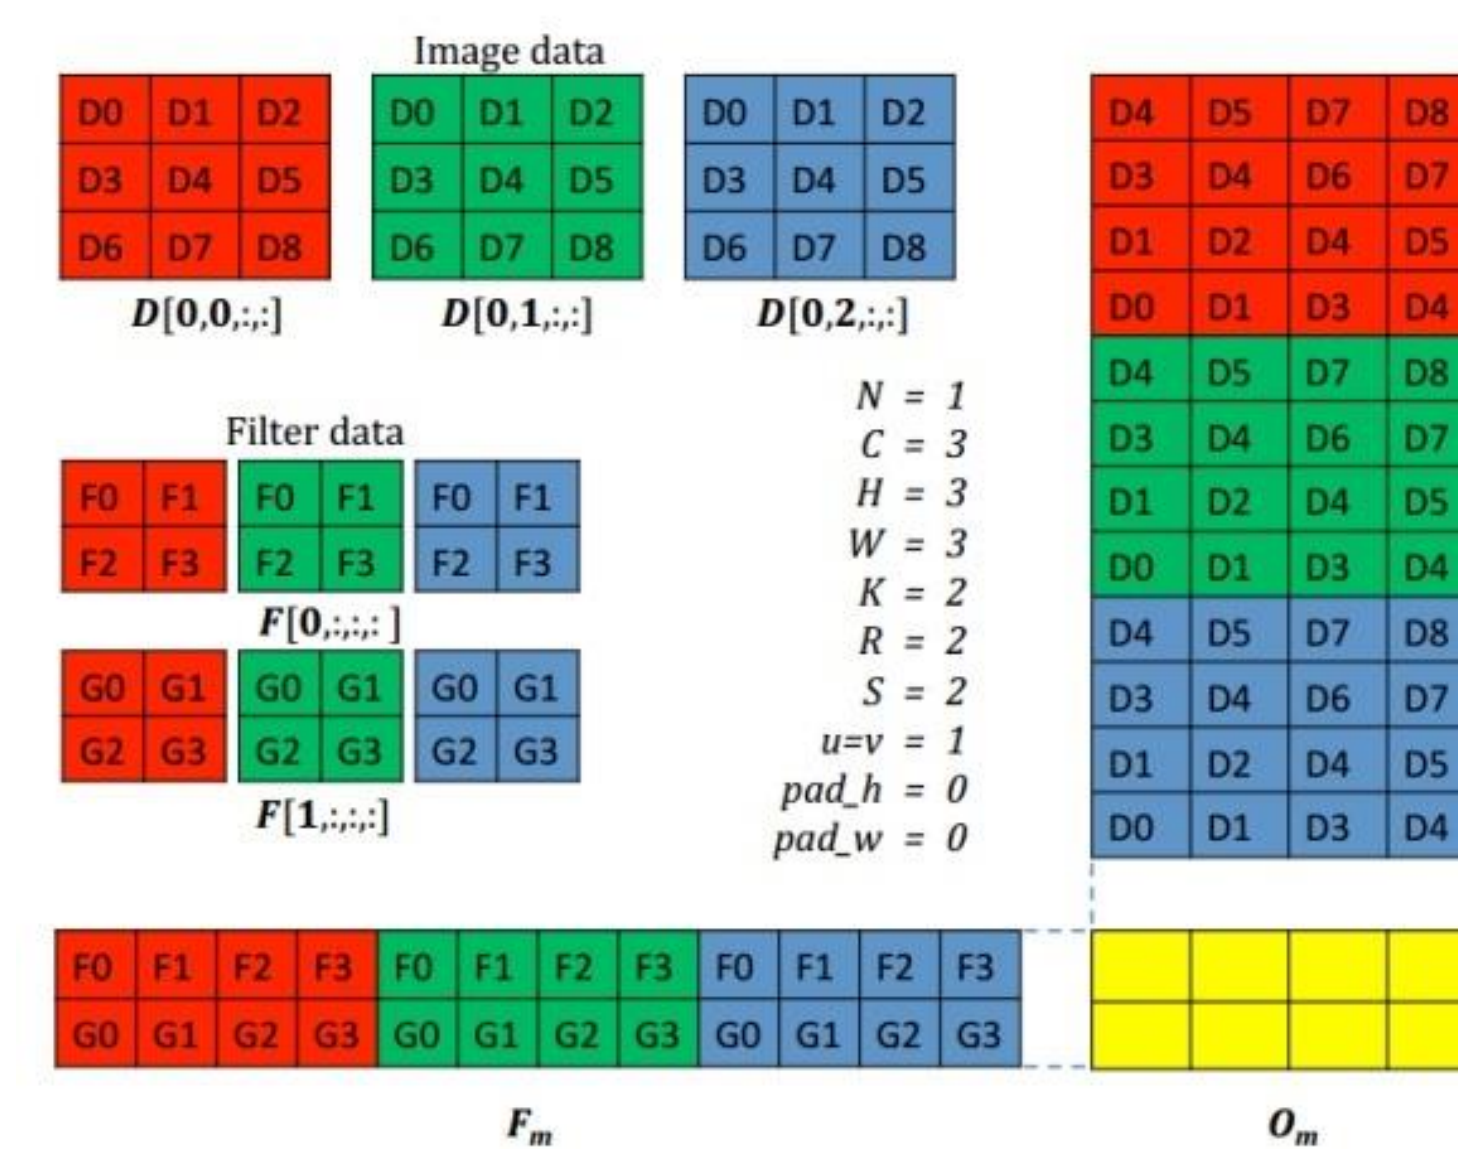 Image data
D0 D1 D2 D0 D1 D2 D0 D1 D2
D3 D4 D5 D3 D4 D5 D3 D4 D5
D6 D7 D8 D6 D7 D8 D6 D7 D8
D[0,0,:,:] D[0,1,:,:] D[0,2,:,:]
Filter data
F0 F1 F0 F1 F0 F1
F2 F3 F2 F3 F2 F3
F[0,:,:,: ]
G0 G1 G0 G1 G0 G1
G2 G3 G2 G3 G2 G3
F[1,:,:,:]
N = 1
C = 3
H = 3
W = 3
K = 2
R = 2
S = 2
u=v = 1
pad_h = 0
pad_w = 0
D4 D5 D7 D8
D3 D4 D6 D7
D1 D2 D4 D5
D0 D1 D3 D4
D4 D5 D7 D8
D3 D4 D6 D7
D1 D2 D4 D5
D0 D1 D3 D4
D4 D5 D7 D8
D3 D4 D6 D7
D1 D2 D4 D5
D0 D1 D3 D4
F0 F1 F2 F3 F0 F1 F2 F3 F0 F1 F2 F3
G0 G1 G2 G3 G0 G1 G2 G3 G0 G1 G2 G3
Fm
Om